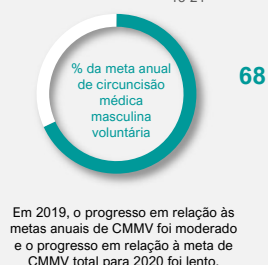 % da meta anual
de circuncisão
médica
masculina
voluntária
68
Em 2019, o progresso em relação às
metas anuais de CMMV foi moderado
e o progresso em relação à meta de
CMMV total para 2020 foi lento.